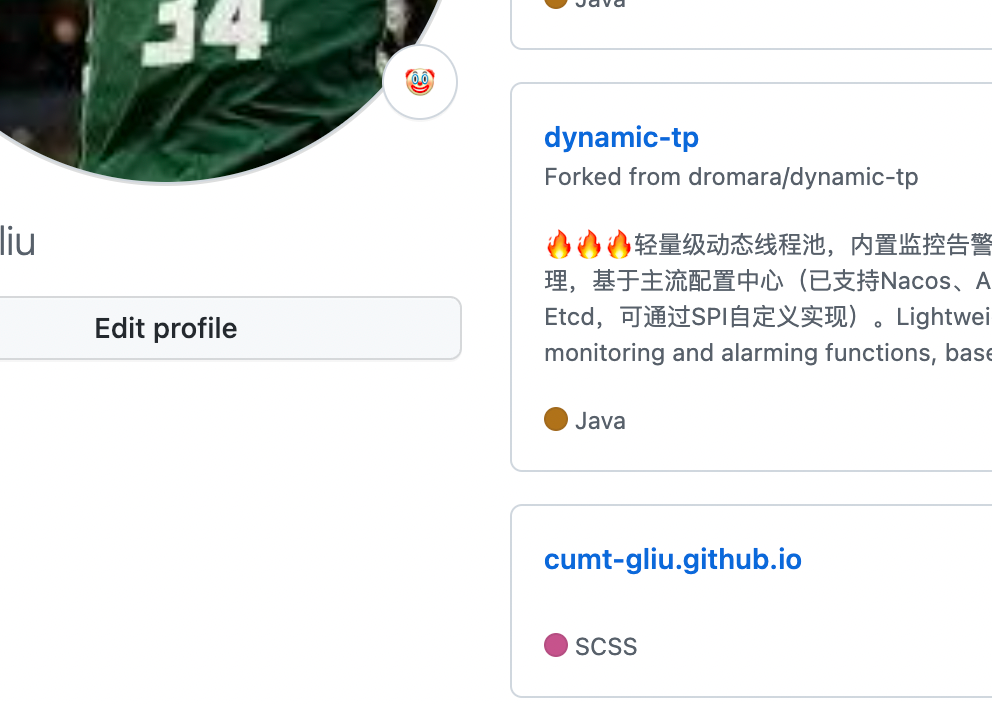 Java
34
liu
Edit profile
dynamic-tp
Forked from dromara/dynamic-tp
🔥🔥🔥轻量级动态线程池，内置监控告警
理，基于主流配置中心（已支持Nacos、A
Etcd，可通过SPI自定义实现）。Lightwei
monitoring and alarming functions, base
Java
cumt-gliu.github.io
SCSS